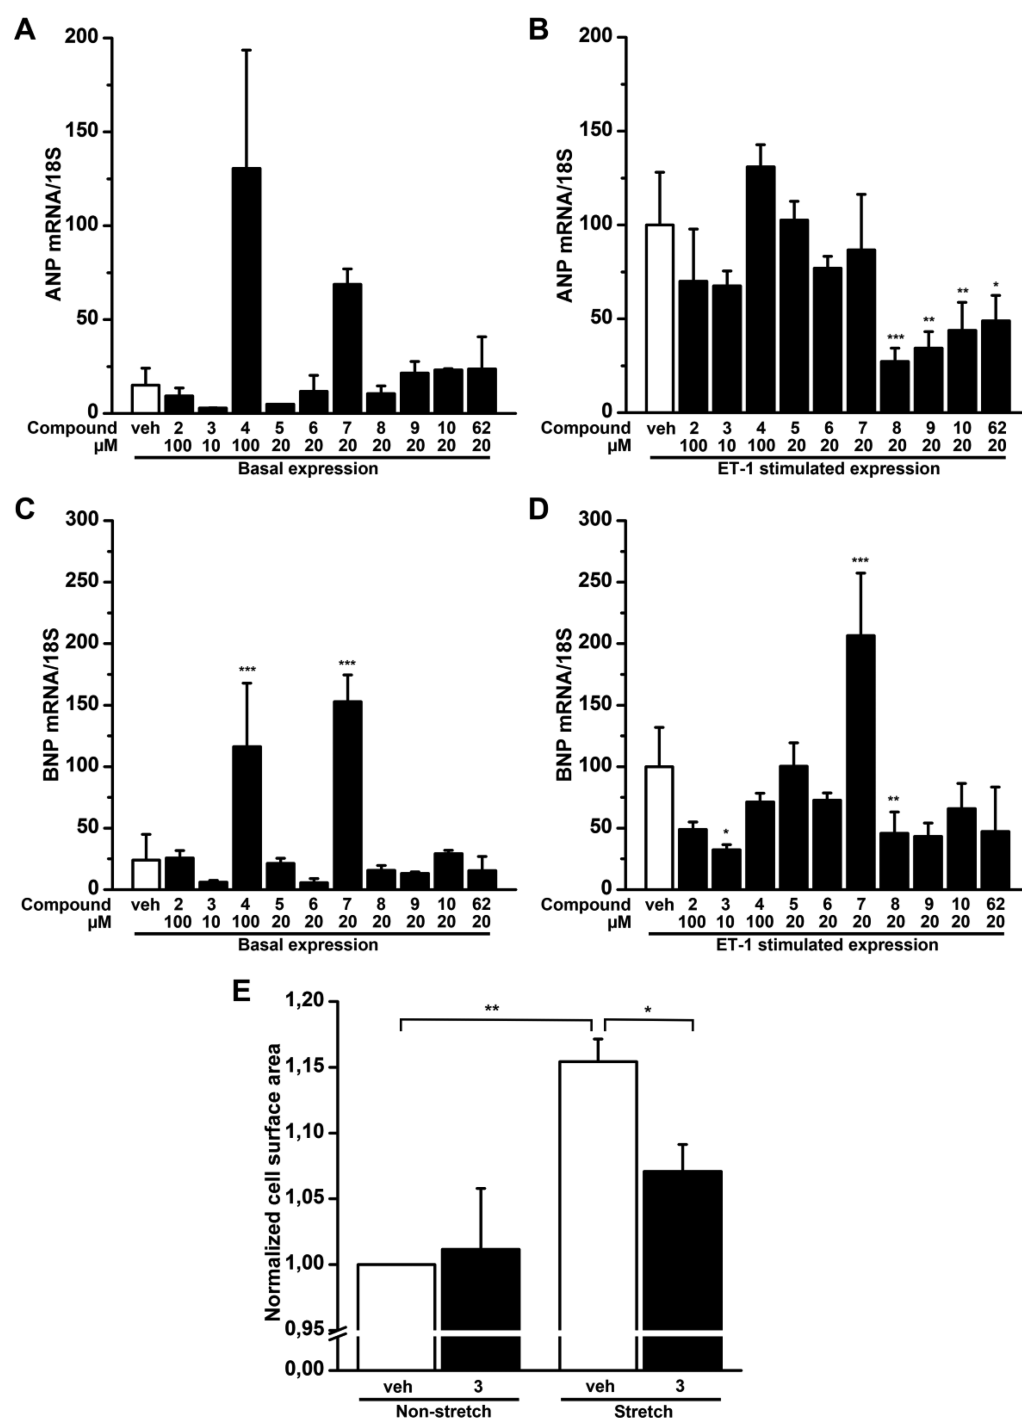 A
ANP mRNA/18S
200
150
100
50
0
Compound veh 2 3 4 5 6 7 8 9 10 62
µM 100 10 100 20 20 20 20 20 20 20
Basal expression
B
ANP mRNA/18S
200
150
100
50
0
*** ** ** *
veh 2 3 4 5 6 7 8 9 10 62
100 10 100 20 20 20 20 20 20 20
ET-1 stimulated expression
C
BNP mRNA/18S
300
250
200
150
100
50
0
*** ***
Compound veh 2 3 4 5 6 7 8 9 10 62
µM 100 10 100 20 20 20 20 20 20 20
Basal expression
D
BNP mRNA/18S
300
250
200
150
100
50
0
* *** **
veh 2 3 4 5 6 7 8 9 10 62
100 10 100 20 20 20 20 20 20 20
ET-1 stimulated expression
E
Normalized cell surface area
1,20
1,15
1,10
1,05
1,00
0,95
0,00
** *
veh 3 veh 3
Non-stretch Stretch